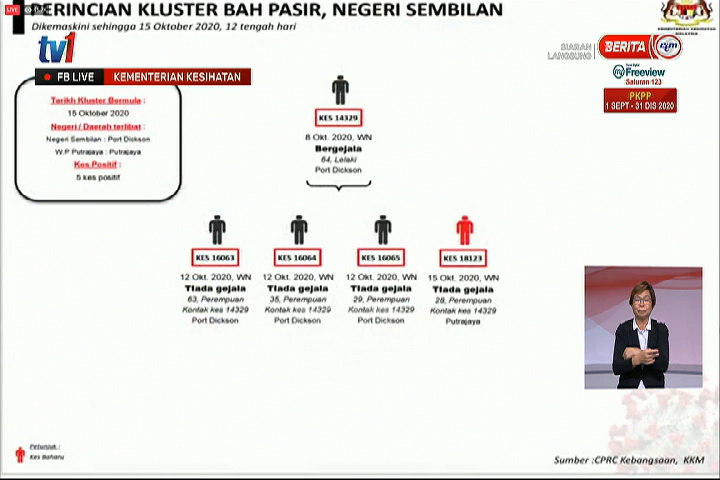 LIVE
PERINCIAN KLUSTER BAH PASIR, NEGERI SEMBILAN
Dikemaskini sehingga 15 Oktober 2020, 12 tengah hari
tv1
SIARAN
LANGSUNG
BERITA
Freeview
Saluran 123
PKPP
1 SEPT - 31 DIS 2020
FB LIVE KEMENTERIAN KESIHATAN
Tarikh Kluster Bermula :
15 Oktober 2020
Negeri / Daerah terlibat :
Negeri Sembilan : Port Dickson
W.P Putrajaya : Putrajaya
Kes Positif :
5 kes positif
KES 14329
8 Okt. 2020, WN
Bergejala
64, Lelaki
Port Dickson
KES 16063
12 Okt. 2020, WN
Tiada gejala
63, Perempuan
Kontak kes 14329
Port Dickson
KES 16064
12 Okt. 2020, WN
Tiada gejala
35, Perempuan
Kontak kes 14329
Port Dickson
KES 16065
12 Okt. 2020, WN
Tiada gejala
29, Perempuan
Kontak kes 14329
Port Dickson
KES 18123
15 Okt. 2020, WN
Tiada gejala
28, Perempuan
Kontak kes 14329
Putrajaya
Petunjuk :
Kes Baharu
Sumber :CPRC Kebangsaan, KKM